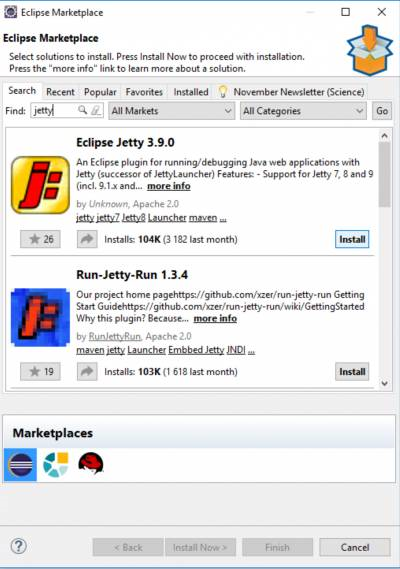 Eclipse Marketplace
Eclipse Marketplace
Select solutions to install. Press Install Now to proceed with installation.
Press the "more info" link to learn more about a solution.
Search Recent Popular Favorites Installed November Newsletter (Science)
Find: jetty All Markets All Categories Go
Eclipse Jetty 3.9.0
An Eclipse plugin for running/debugging Java web applications with
Jetty (successor of JettyLauncher) Features: - Support for Jetty 7, 8 and 9
(incl. 9.1.x and... more info
by Unknown, Apache 2.0
jetty jetty7 Jetty8 Launcher maven ...
26 Installs: 104K (3 182 last month) Install
Run-Jetty-Run 1.3.4
Our project home pagehttps://github.com/xzer/run-jetty-run Getting
Start Guidehttps://github.com/xzer/run-jetty-run/wiki/GettingStarted
Why this plugin? Because... more info
by RunJettyRun, Apache 2.0
maven jetty Launcher Embbed Jetty JNDI ...
19 Installs: 103K (1 618 last month) Install
Marketplaces
? < Back Install Now > Finish Cancel